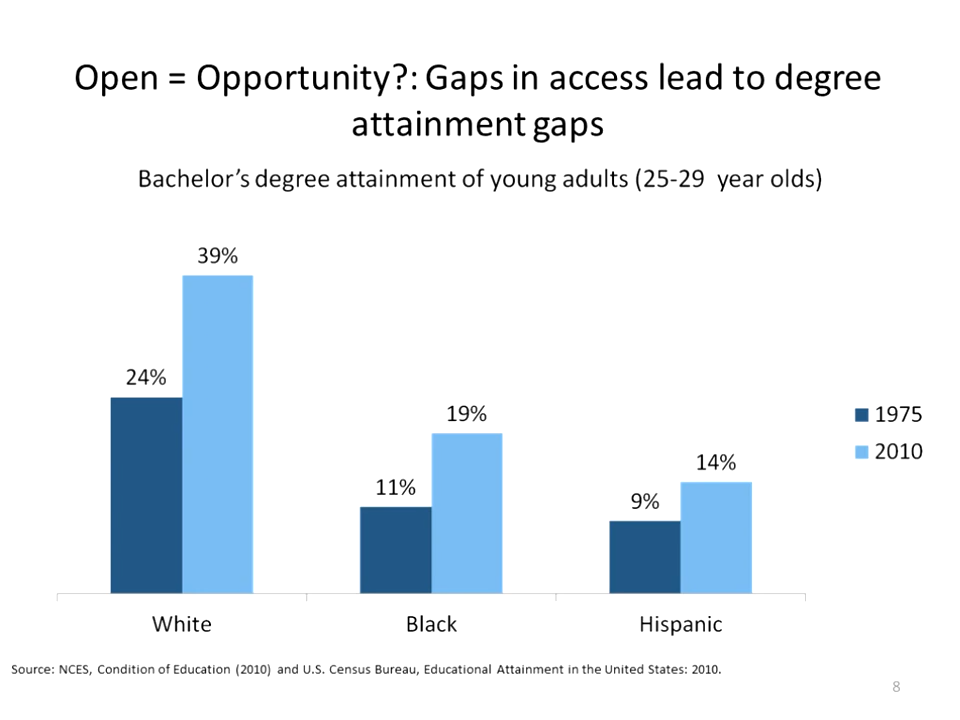 Open = Opportunity?: Gaps in access lead to degree
attainment gaps
Bachelor’s degree attainment of young adults (25-29  year olds)
39%
24%
19%
11%
14%
9%
1975
2010
White
Black
Hispanic
Source: NCES, Condition of Education (2010) and U.S. Census Bureau, Educational Attainment in the United States: 2010.
8